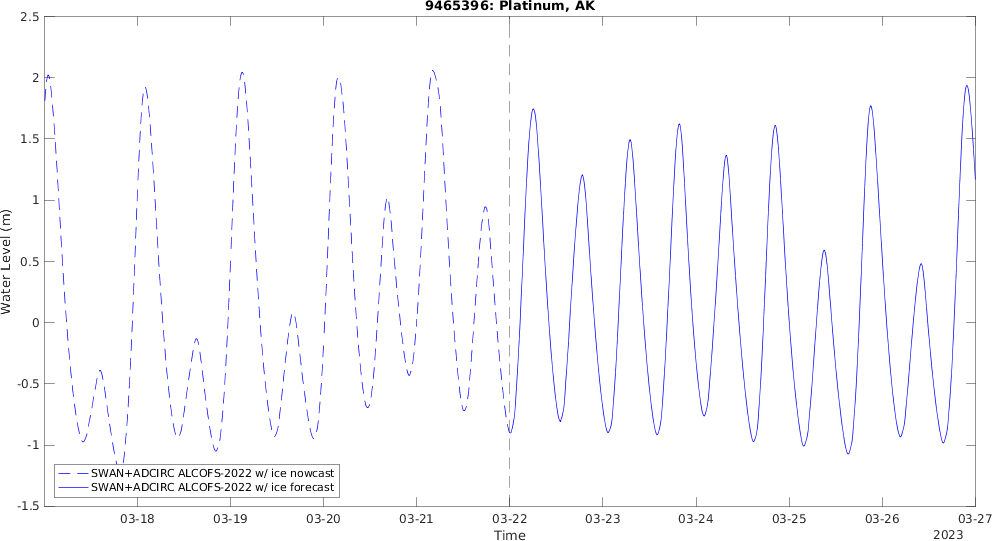 9465396: Platinum, AK
2.5
2
1.5
1
0.5
0
-0.5
-1
-1.5
Water Level (m)
SWAN+ADCIRC ALCOFS-2022 w/ ice nowcast
SWAN+ADCIRC ALCOFS-2022 w/ ice forecast
03-18 03-19 03-20 03-21 03-22 03-23 03-24 03-25 03-26 03-27
Time
2023